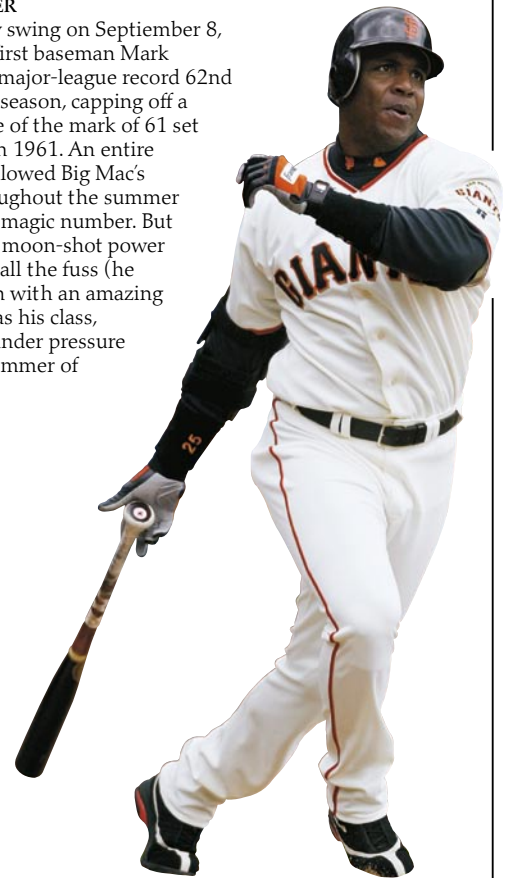 ER
swing on Septiember 8,
irst baseman Mark
major-league record 62nd
season, capping off a
e of the mark of 61 set
n 1961. An entire
lowed Big Mac’s
ughout the summer
magic number. But
moon-shot power
all the fuss (he
n with an amazing
as his class,
under pressure
mmer of
GIANTS
GIAN
25